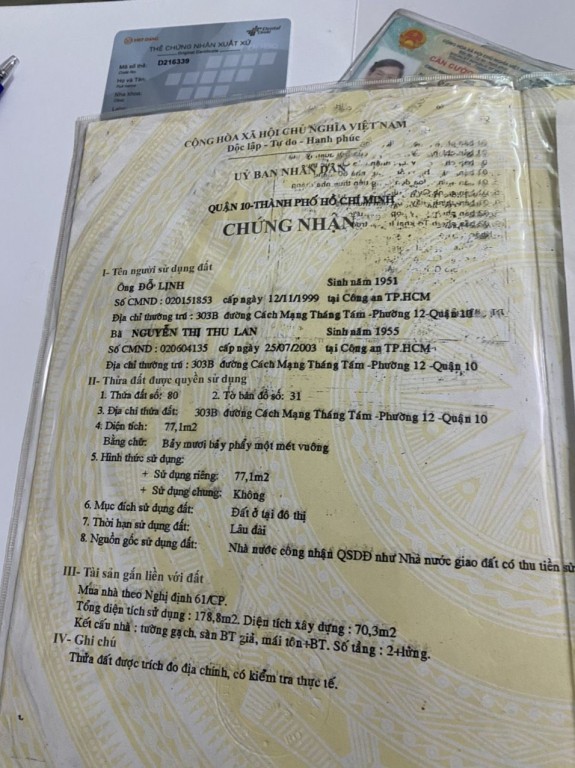 THẺ CHỨNG NHẬN XUẤT XỨ
Original Certificate
Mã số thẻ D216339
Họ và Tên
CĂN CƯỚC
CỘNG HÒA XÃ HỘI CHỦ NGHĨA VIỆT NAM
Độc lập - Tự do - Hạnh phúc
UỶ BAN NHÂN DÂN
QUẬN 10-THÀNH PHỐ HỒ CHÍ MINH
CHỨNG NHẬN
I- Tên người sử dụng đất
Ông ĐỖ LỊNH Sinh năm 1951
Số CMND : 020151853 cấp ngày 12/11/1999 tại Công an TP.HCM
Địa chỉ thường trú : 303B đường Cách Mạng Tháng Tám -Phường 12-Quận 10
Bà NGUYỄN THỊ THU LAN Sinh năm 1955
Số CMND : 020604135 cấp ngày 25/07/2003 tại Công an TP.HCM
Địa chỉ thường trú : 303B đường Cách Mạng Tháng Tám -Phường 12 -Quận 10
II- Thửa đất được quyền sử dụng
1. Thửa đất số: 80 2. Tờ bản đồ số: 31
3. Địa chỉ thửa đất: 303B đường Cách Mạng Tháng Tám -Phường 12 -Quận 10
4. Diện tích: 77,1m2
Bằng chữ: Bảy mươi bảy phẩy một mét vuông
5. Hình thức sử dụng:
+ Sử dụng riêng: 77,1m2
+ Sử dụng chung: Không
6. Mục đích sử dụng đất: Đất ở tại đô thị
7. Thời hạn sử dụng đất: Lâu dài
8. Nguồn gốc sử dụng đất: Nhà nước công nhận QSDĐ như Nhà nước giao đất có thu tiền sử
III- Tài sản gắn liền với đất
Mua nhà theo Nghị định 61/CP.
Tổng diện tích sử dụng : 178,8m2. Diện tích xây dựng : 70,3m2
Kết cấu nhà : tường gạch, sàn BT giả, mái tôn+BT. Số tầng : 2+lửng.
IV- Ghi chú
Thửa đất được trích đo địa chính, có kiểm tra thực tế.